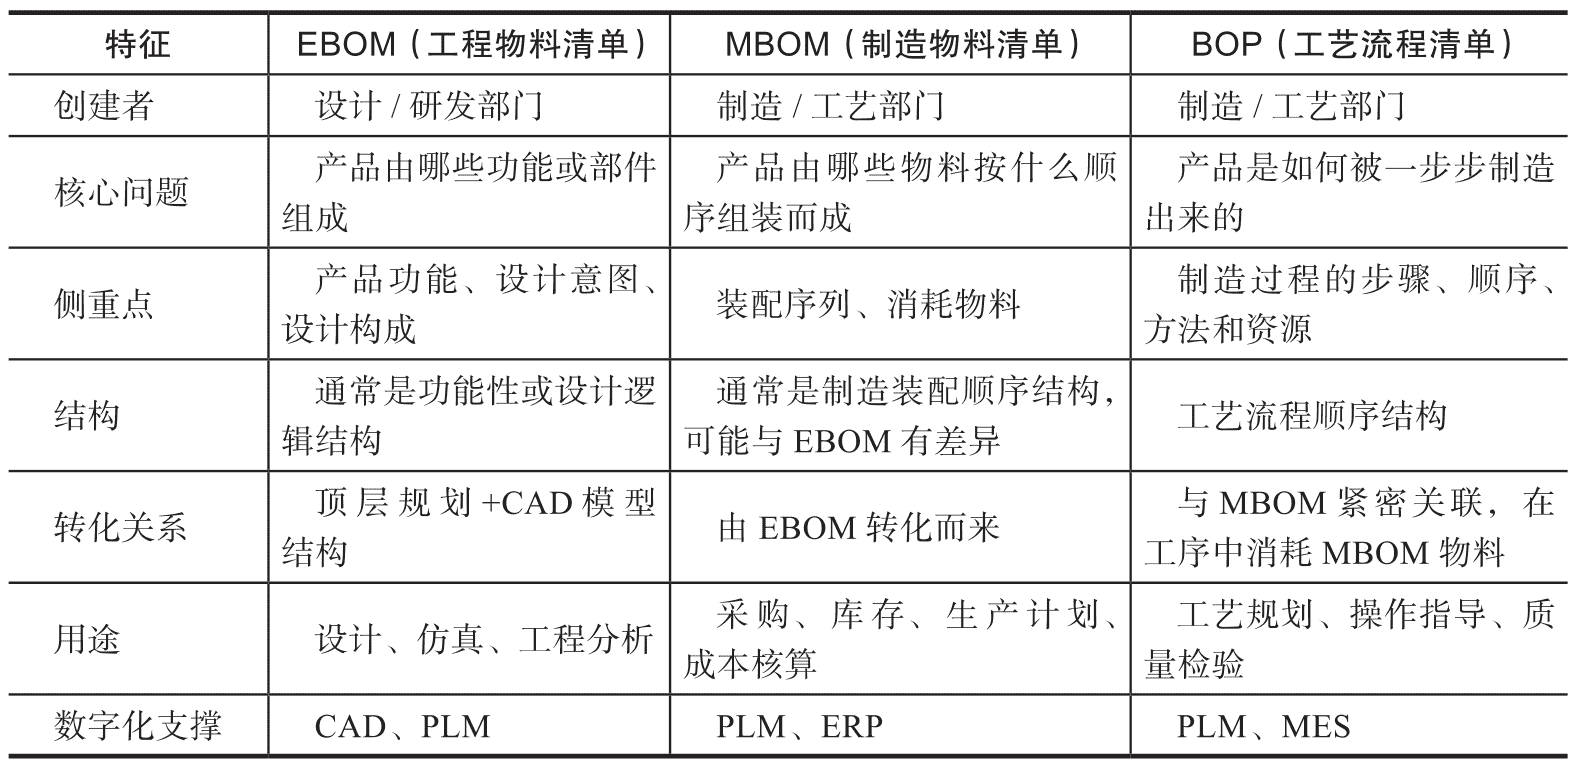 特征 EBOM（工程物料清单） MBOM（制造物料清单） BOP（工艺流程清单）
创建者 设计 / 研发部门 制造 / 工艺部门 制造 / 工艺部门
核心问题 产品由哪些功能或部件
组成 产品由哪些物料按什么顺
序组装而成 产品是如何被一步步制造
出来的
侧重点 产品功能、设计意图、
设计构成 装配序列、消耗物料 制造过程的步骤、顺序、
方法和资源
结构 通常是功能性或设计逻
辑结构 通常是制造装配顺序结构，
可能与 EBOM 有差异 工艺流程顺序结构
转化关系 顶层规划+CAD 模型
结构 由 EBOM 转化而来 与 MBOM 紧密关联，在
工序中消耗 MBOM 物料
用途 设计、仿真、工程分析 采购、库存、生产计划、
成本核算 工艺规划、操作指导、质
量检验
数字化支撑 CAD、PLM PLM、ERP PLM、MES